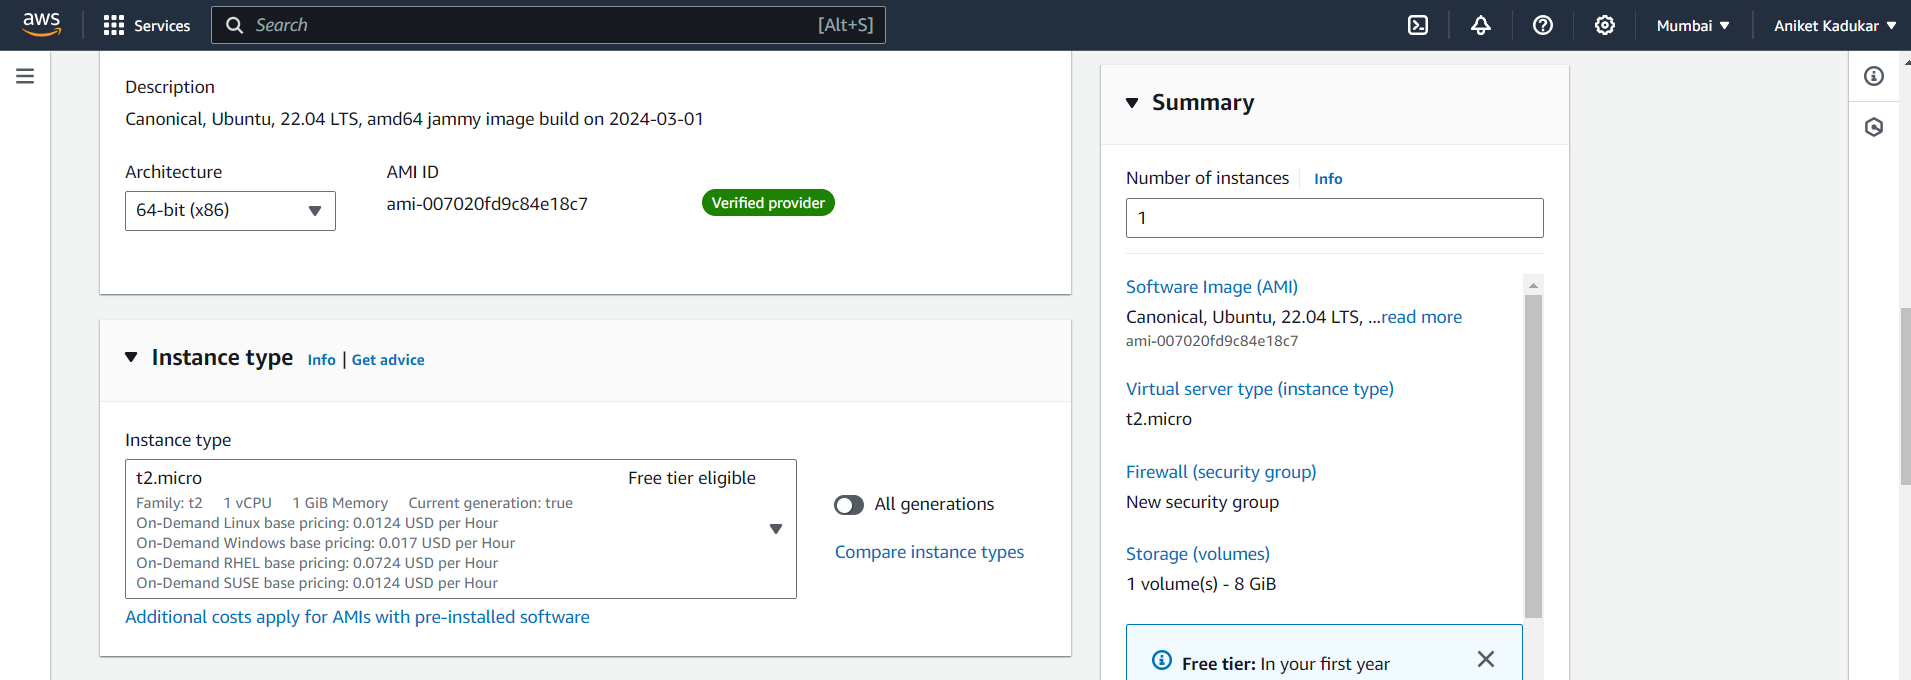 aws Services Search [Alt+S] Mumbai Aniket Kadukar
Description
Canonical, Ubuntu, 22.04 LTS, amd64 jammy image build on 2024-03-01
Architecture AMI ID
64-bit (x86) ami-007020fd9c84e18c7 Verified provider
Instance type Info | Get advice
Instance type
t2.micro Free tier eligible
Family: t2 1 vCPU 1 GiB Memory Current generation: true
On-Demand Linux base pricing: 0.0124 USD per Hour
On-Demand Windows base pricing: 0.017 USD per Hour
On-Demand RHEL base pricing: 0.0724 USD per Hour
On-Demand SUSE base pricing: 0.0124 USD per Hour
All generations
Compare instance types
Additional costs apply for AMIs with pre-installed software
Summary
Number of instances Info
1
Software Image (AMI)
Canonical, Ubuntu, 22.04 LTS, ...read more
ami-007020fd9c84e18c7
Virtual server type (instance type)
t2.micro
Firewall (security group)
New security group
Storage (volumes)
1 volume(s) - 8 GiB
Free tier: In your first year